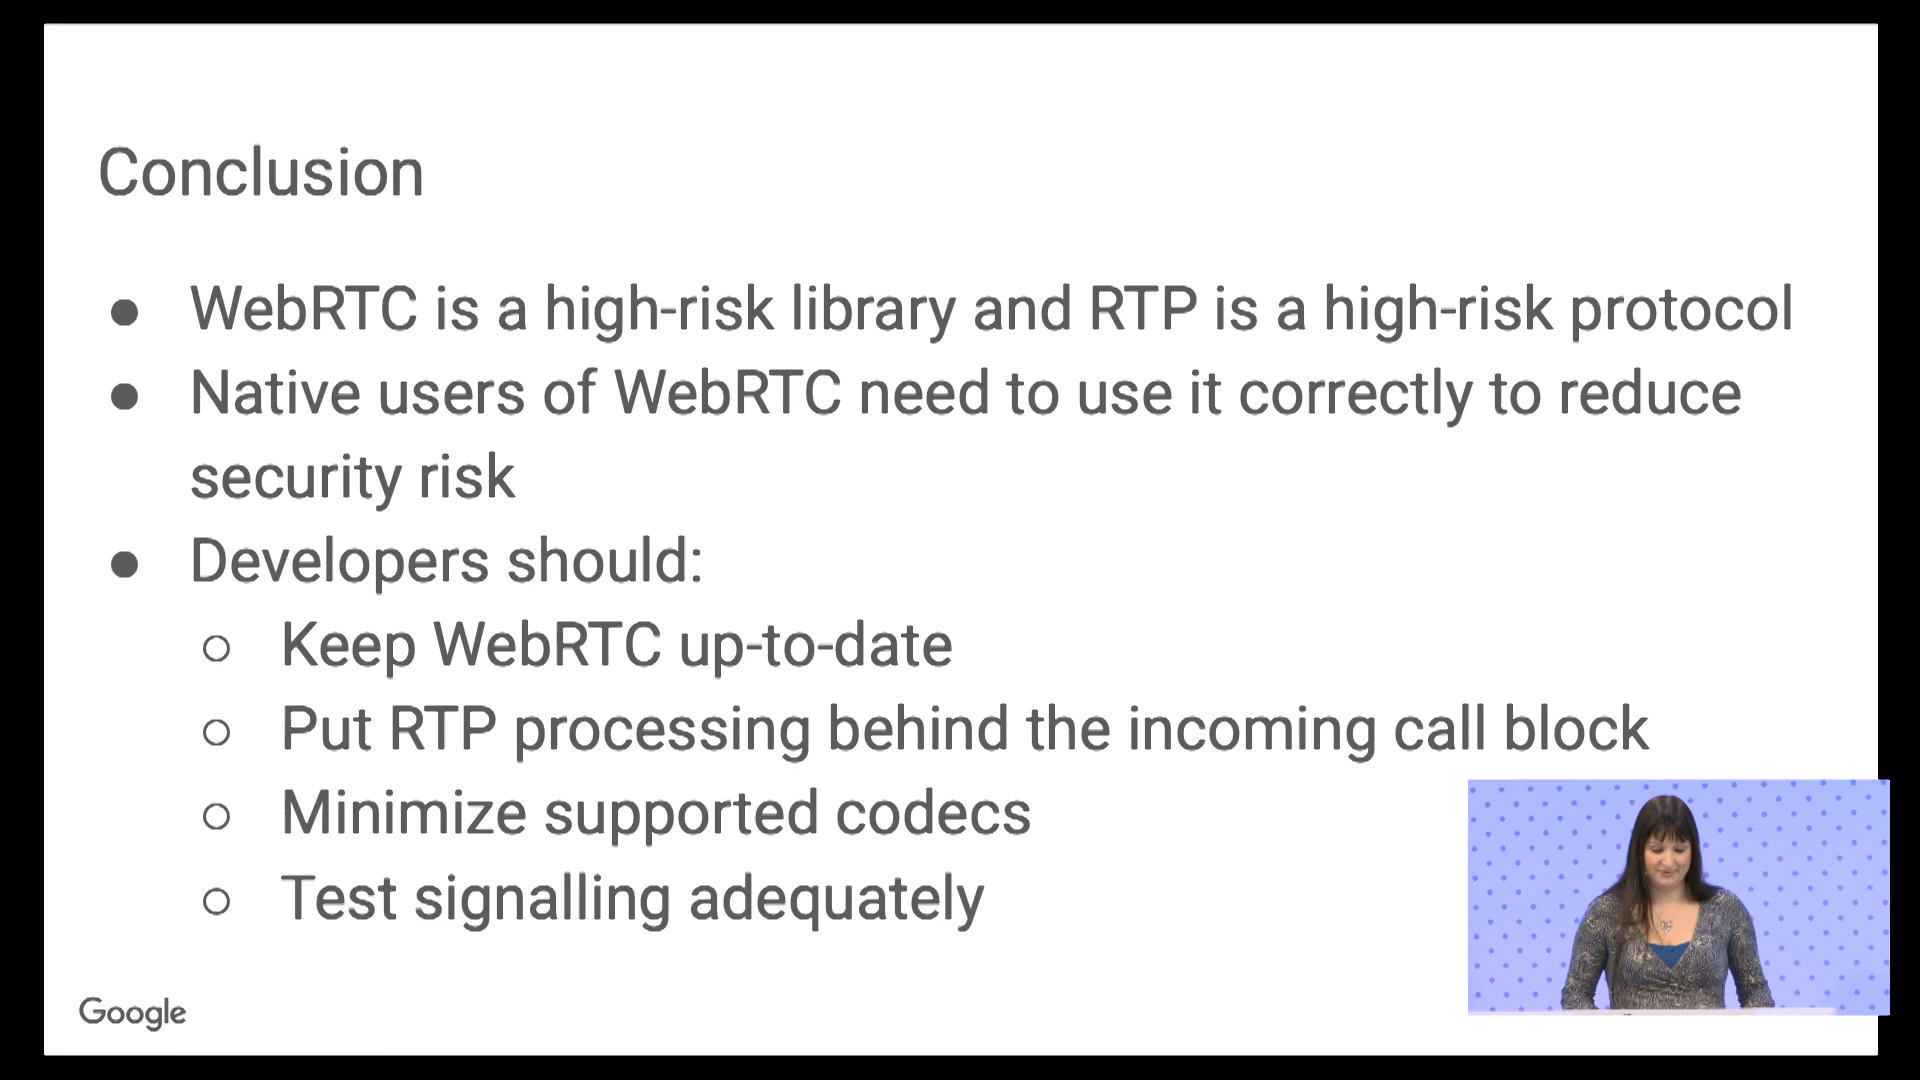 Conclusion
● WebRTC is a high-risk library and RTP is a high-risk protocol
● Native users of WebRTC need to use it correctly to reduce
security risk
● Developers should:
○ Keep WebRTC up-to-date
○ Put RTP processing behind the incoming call block
○ Minimize supported codecs
○ Test signalling adequately
Google